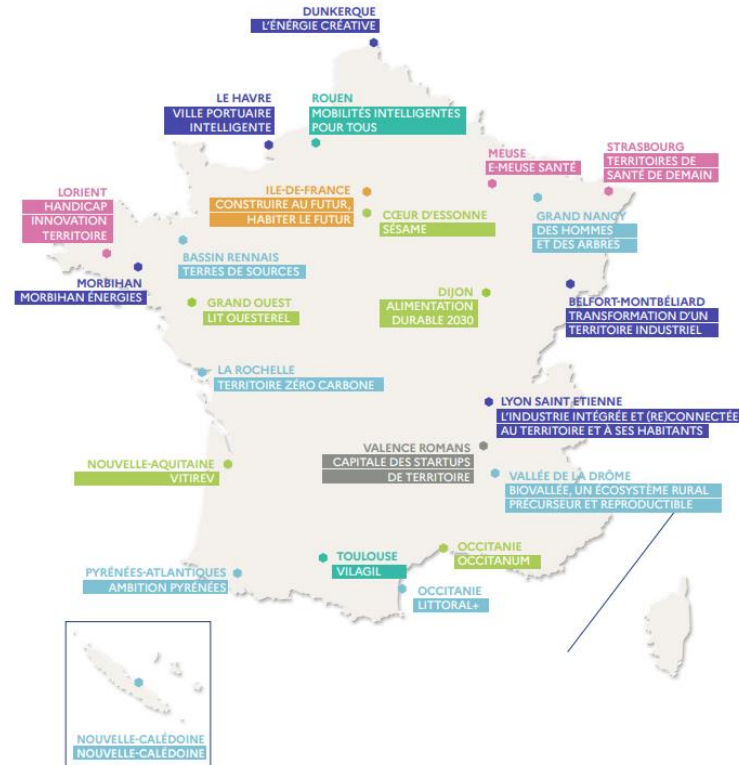 DUNKERQUE
L'ÉNERGIE CRÉATIVE
LE HAVRE
VILLE PORTUAIRE
INTELLIGENTE
ROUEN
MOBILITÉS INTELLIGENTES
POUR TOUS
MEUSE
E-MEUSE SANTÉ
STRASBOURG
TERRITOIRES DE
SANTÉ DE DEMAIN
LORIENT
HANDICAP
INNOVATION
TERRITOIRE
ILE-DE-FRANCE
CONSTRUIRE AU FUTUR,
HABITER LE FUTUR
CŒUR D'ESSONNE
SÉSAME
GRAND NANCY
DES HOMMES
ET DES ARBRES
BASSIN RENNAIS
TERRES DE SOURCES
MORBIHAN
MORBIHAN ÉNERGIES
GRAND OUEST
LIT OUESTEREL
DIJON
ALIMENTATION
DURABLE 2030
BELFORT-MONTBÉLIARD
TRANSFORMATION D'UN
TERRITOIRE INDUSTRIEL
LA ROCHELLE
TERRITOIRE ZÉRO CARBONE
LYON SAINT ETIENNE
L'INDUSTRIE INTÉGRÉE ET (RE)CONNECTÉE
AU TERRITOIRE ET À SES HABITANTS
VALENCE ROMANS
CAPITALE DES STARTUPS
DE TERRITOIRE
NOUVELLE-AQUITAINE
VITIREV
VALLÉE DE LA DRÔME
BIOVALLÉE, UN ÉCOSYSTÈME RURAL
PRÉCURSEUR ET REPRODUCTIBLE
TOULOUSE
VILAGIL
OCCITANIE
OCCITANUM
PYRÉNÉES-ATLANTIQUES
AMBITION PYRÉNÉES
OCCITANIE
LITTORAL+
NOUVELLE-CALÉDOINE
NOUVELLE-CALÉDOINE